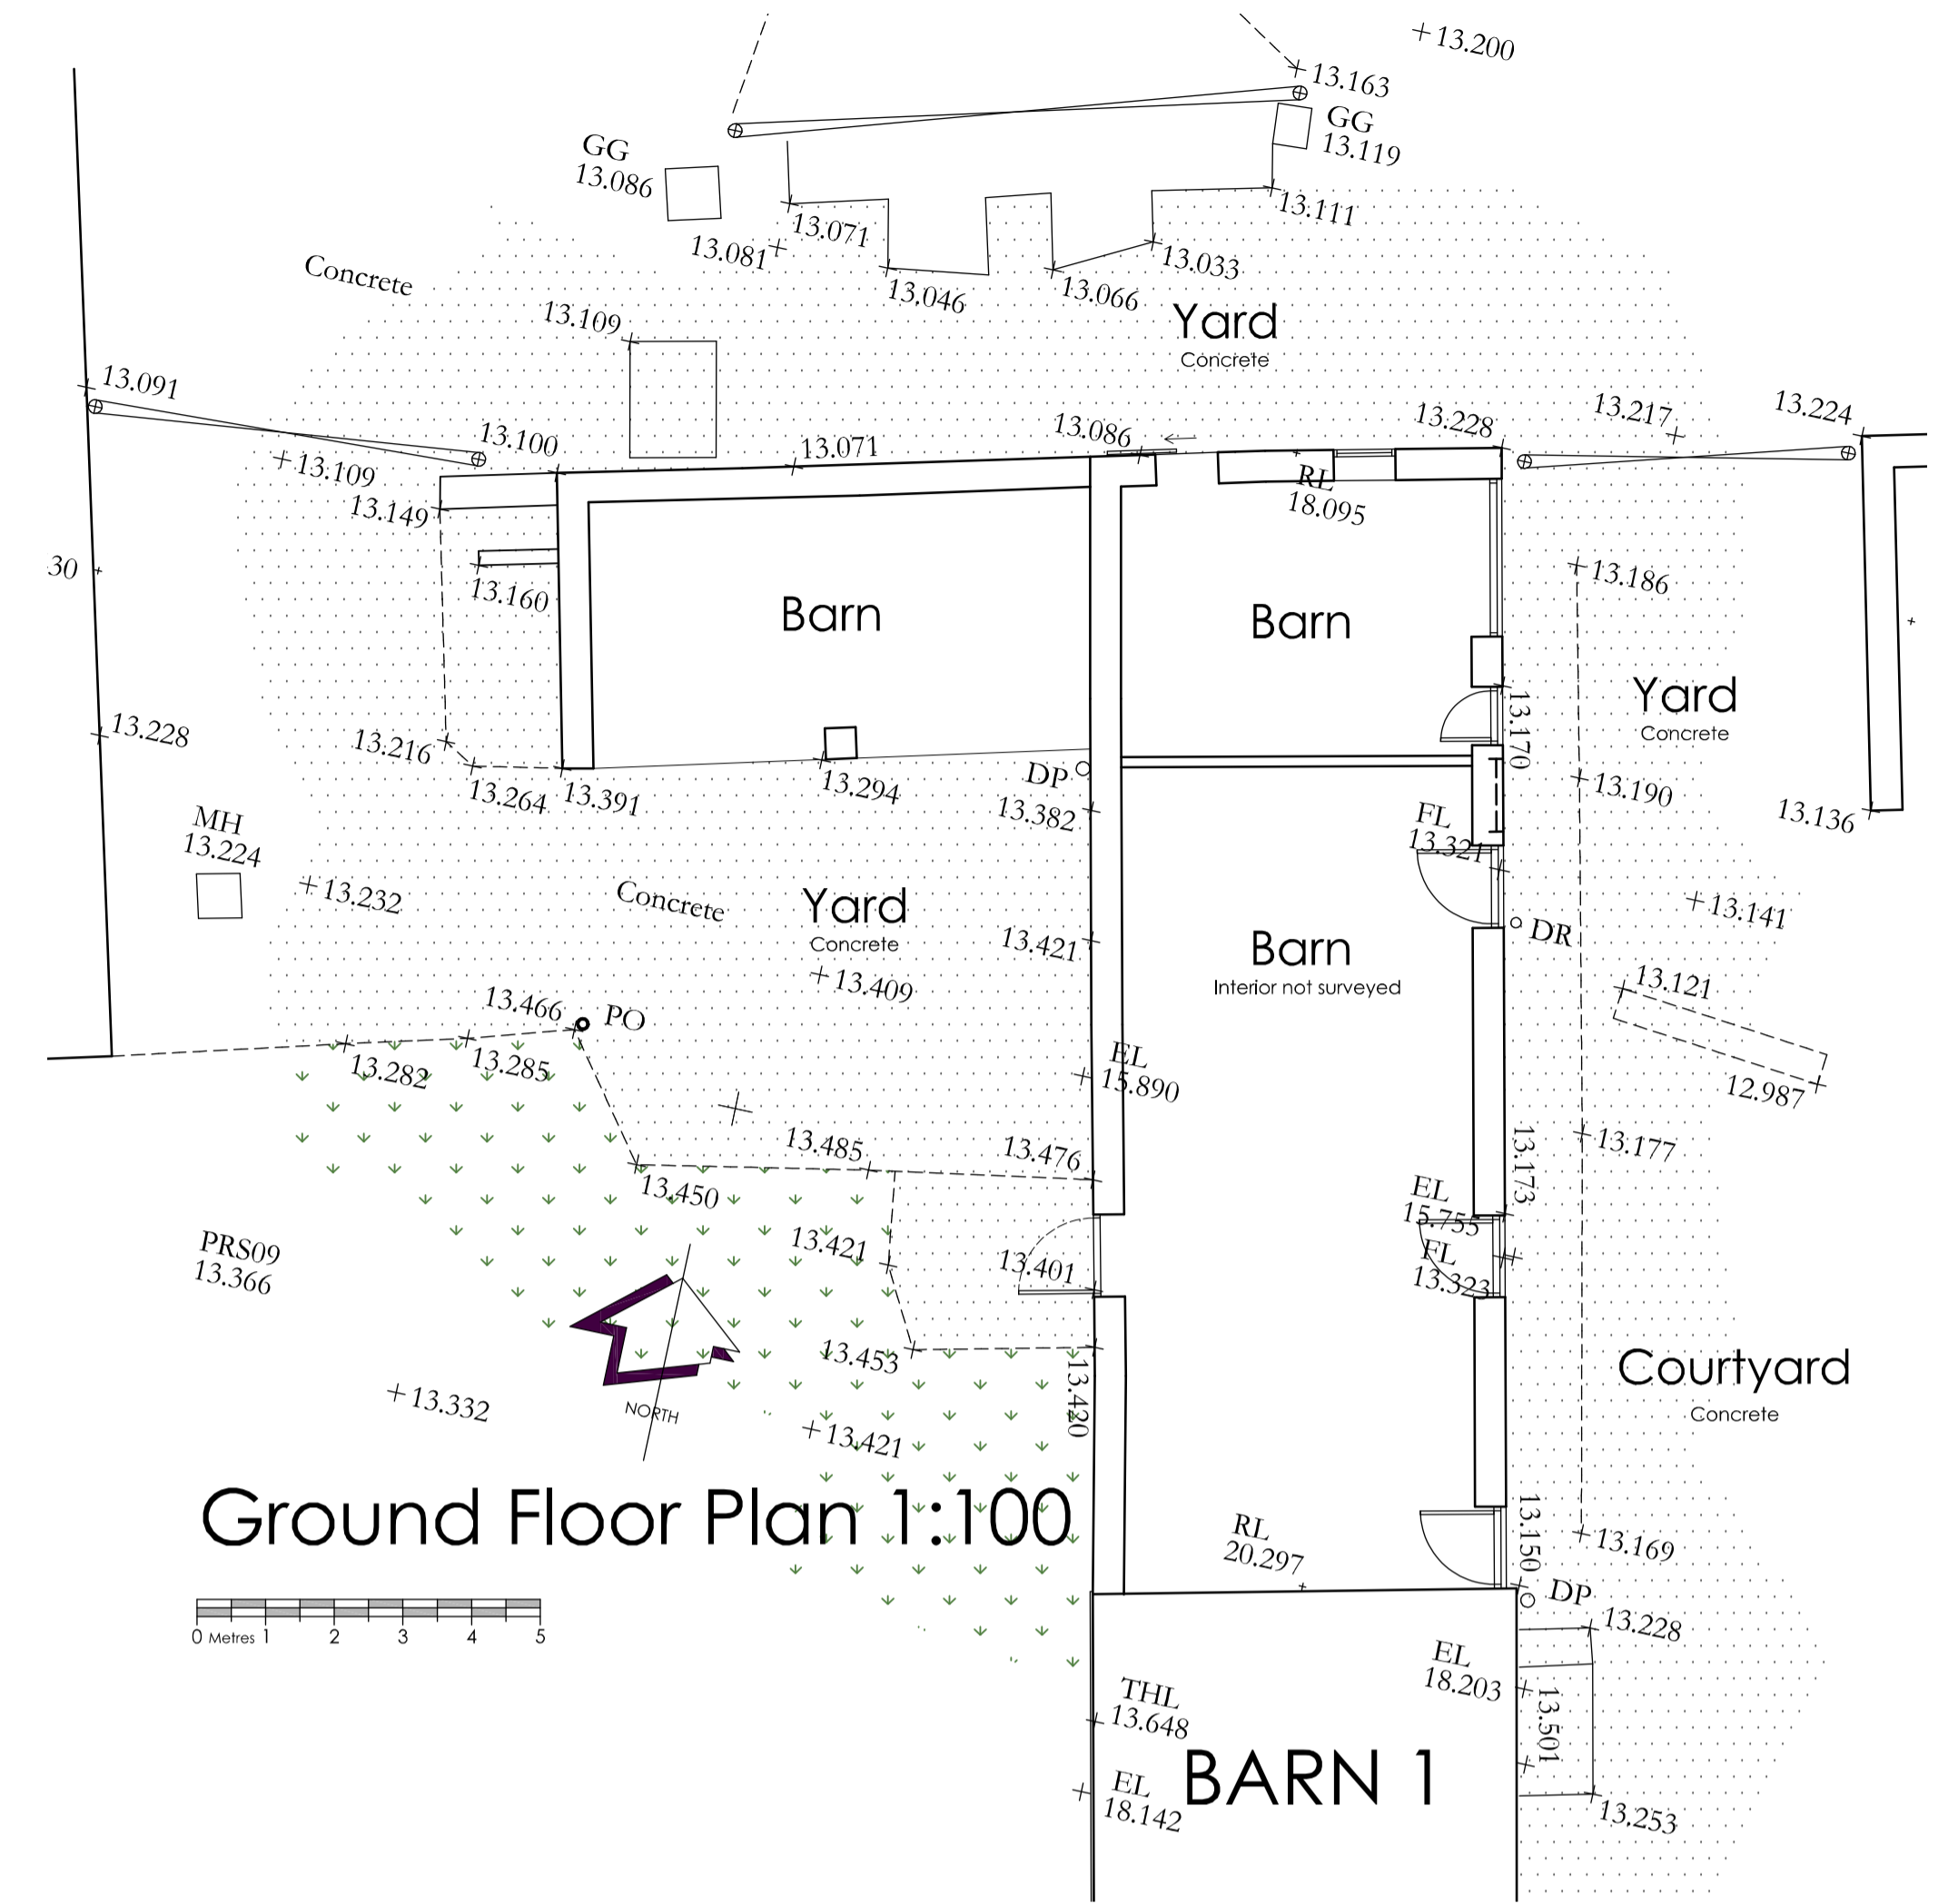 13.200
13.163
GG
13.119
GG
13.086
13.071
13.111
13.081
13.033
13.046
13.066
Concrete
13.109
Yard
Concrete
13.091
13.100
13.071
13.086
13.228
13.217
13.224
13.109
13.149
RL
18.095
30
13.160
13.186
Barn
Barn
Yard
Concrete
13.170
13.228
13.216
13.264
13.391
13.294
DP
13.382
13.190
13.136
MH
13.224
FL
13.321
13.232
Concrete
Yard
Concrete
13.421
13.409
Barn
Interior not surveyed
DR
13.141
13.121
12.987
13.466
PO
13.282
13.285
EL
15.890
13.485
13.476
13.450
13.173
13.177
EL
15.755
FL
13.323
PRS09
13.366
13.421
13.401
13.453
13.420
Courtyard
Concrete
13.332
NORTH
13.421
Ground Floor Plan 1:100
RL
20.297
13.150
13.169
DP
13.228
0 Metres 1 2 3 4 5
EL
18.203
13.501
THL
13.648
BARN 1
EL
18.142
13.253